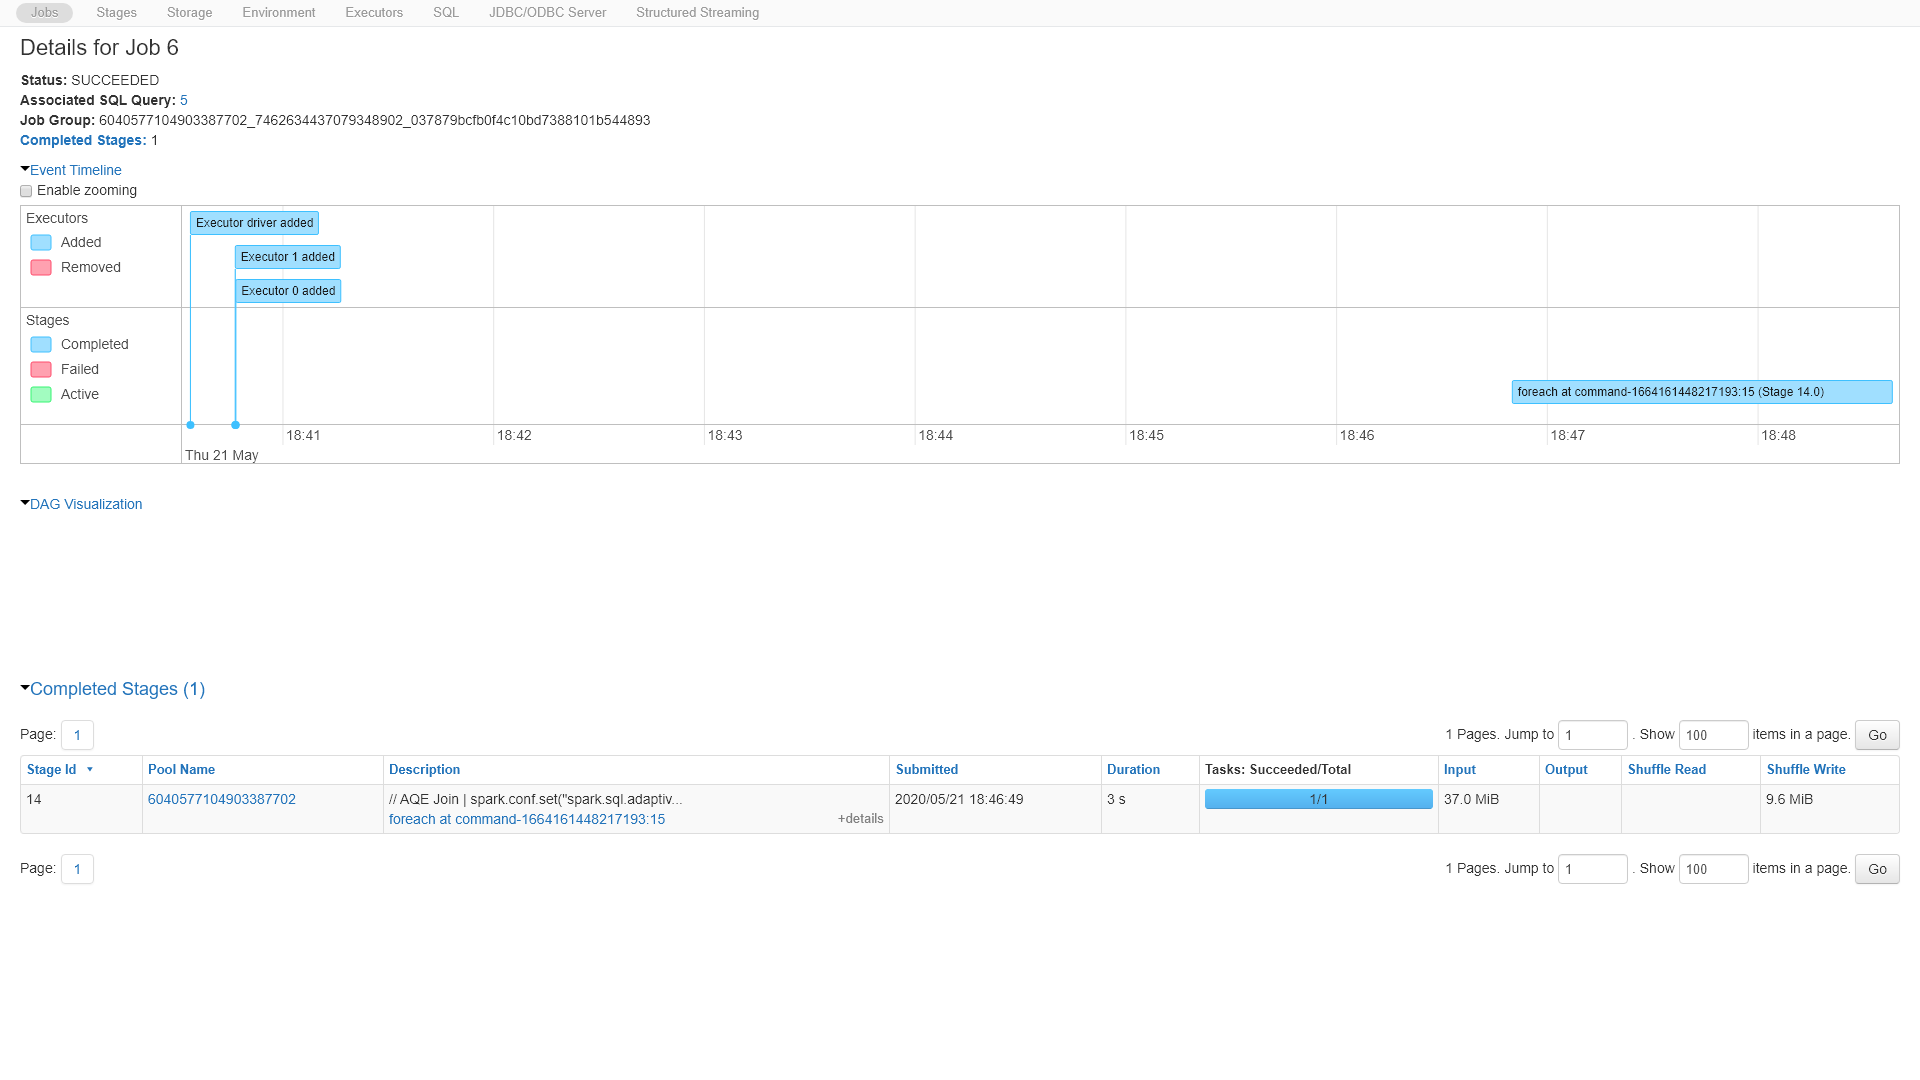 Jobs Stages Storage Environment Executors SQL JDBC/ODBC Server Structured Streaming
Details for Job 6
Status: SUCCEEDED
Associated SQL Query: 5
Job Group: 6040577104903387702_7462634437079348902_037879bcfb0f4c10bd7388101b544893
Completed Stages: 1
Event Timeline
Enable zooming
Executors
Added
Removed
Executor driver added
Executor 1 added
Executor 0 added
Stages
Completed
Failed
Active
foreach at command-1664161448217193:15 (Stage 14.0)
18:41 18:42 18:43 18:44 18:45 18:46 18:47 18:48
Thu 21 May
DAG Visualization
Completed Stages (1)
Page: 1 1 Pages. Jump to 1 . Show 100 items in a page. Go
Stage Id Pool Name Description Submitted Duration Tasks: Succeeded/Total Input Output Shuffle Read Shuffle Write
14 6040577104903387702 // AQE Join | spark.conf.set("spark.sql.adaptiv... 2020/05/21 18:46:49 3 s 1/1 37.0 MiB 9.6 MiB
foreach at command-1664161448217193:15 +details
Page: 1 1 Pages. Jump to 1 . Show 100 items in a page. Go